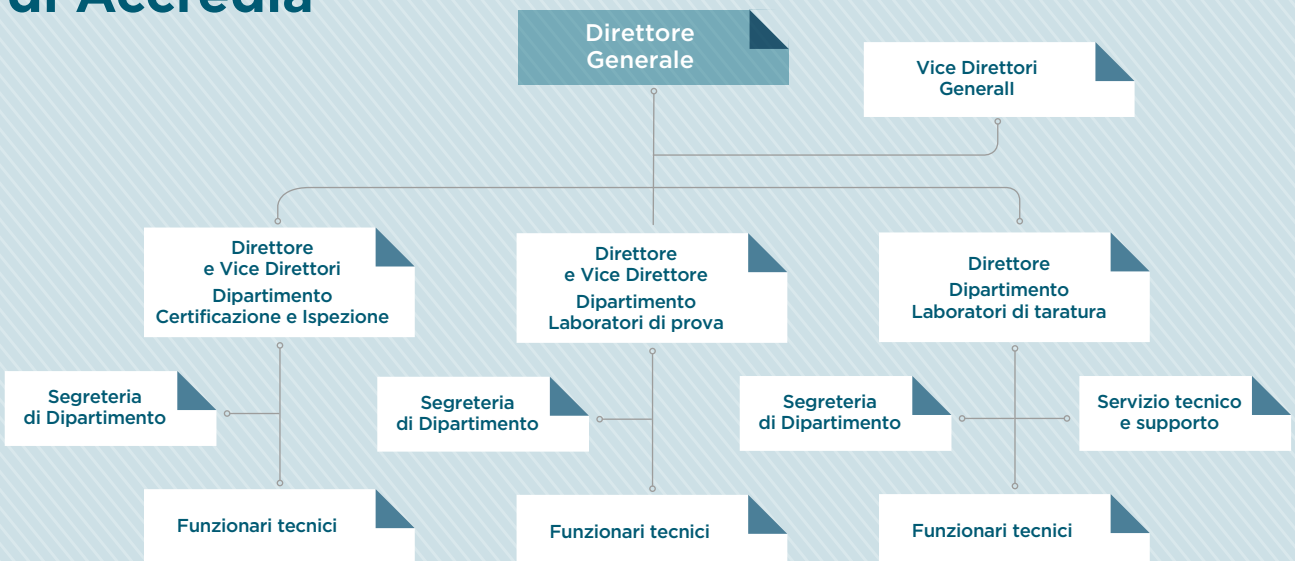 di Accredia
Direttore
Generale
Vice Direttori
Generall
Direttore
e Vice Direttori
Dipartimento
Certificazione e Ispezione
Direttore
e Vice Direttore
Dipartimento
Laboratori di prova
Direttore
Dipartimento
Laboratori di taratura
Segreteria
di Dipartimento
Segreteria
di Dipartimento
Segreteria
di Dipartimento
Servizio tecnico
e supporto
Funzionari tecnici
Funzionari tecnici
Funzionari tecnici